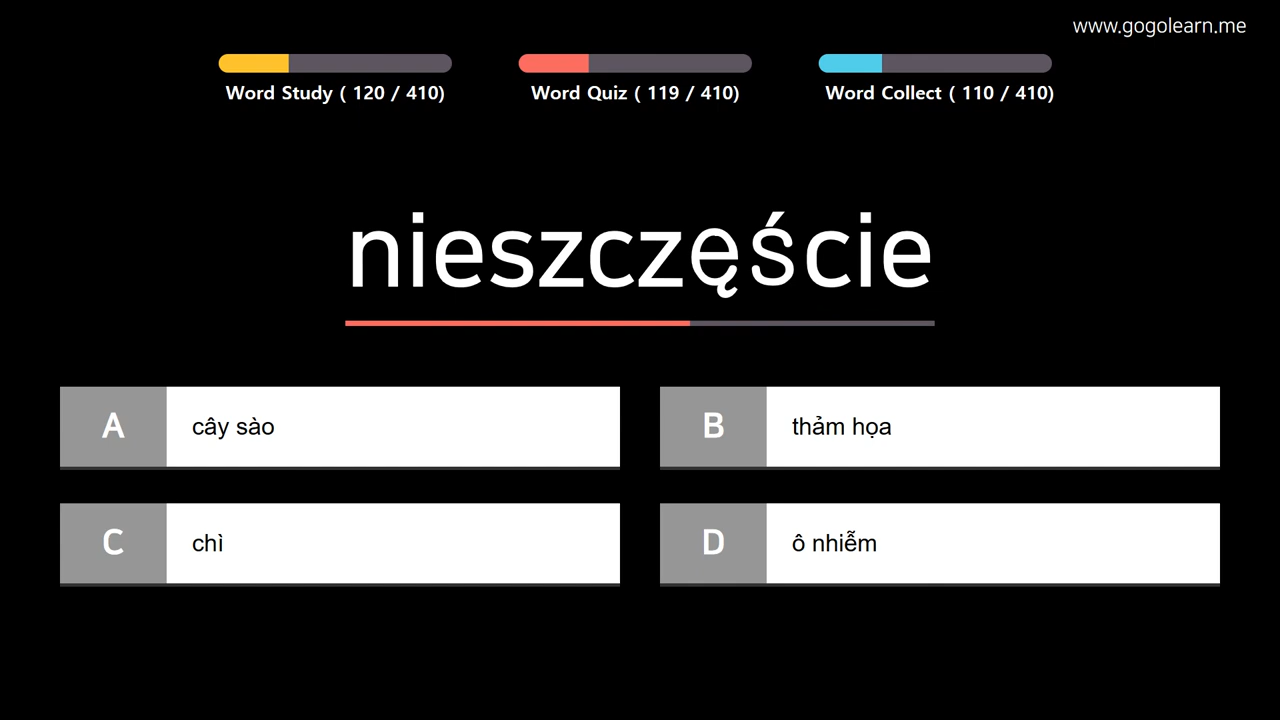 www.gogolearn.me
Word Study ( 120 / 410)
Word Quiz ( 119 / 410)
Word Collect ( 110 / 410)
nieszczęście
A cây sào
B thảm họa
C chì
D ô nhiễm